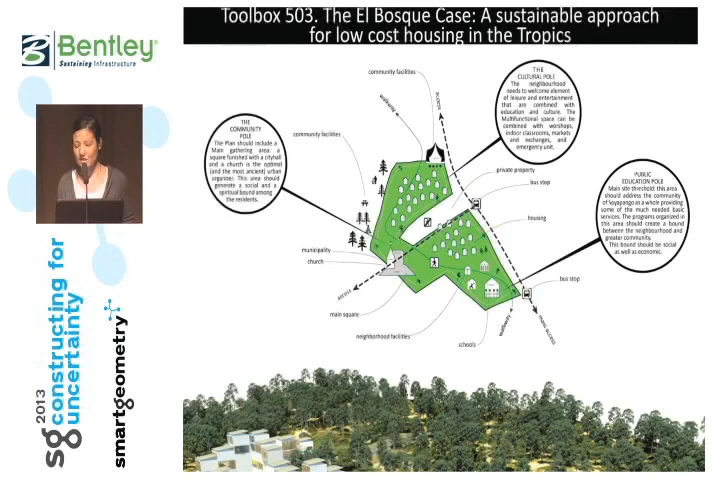 Toolbox 503. The El Bosque Case: A sustainable approach
for low cost housing in the Tropics
Bentley®
Sustaining Infrastructure
community facilities
walkway
access
THE
CULTURAL POLE
The neighbourhood
needs to welcome element
of leisure and entertainment
that are combined with
education and culture. The
Multifunctional space can be
combined with worshops,
indoor classrooms, markets
and exchanges, and
emergency unit.
THE
COMMUNITY
POLE
The Plan should include a
Main gathering area: a
square furnished with a cityhall
and a church is the optimal
(and the most ancient) urban
organiser. This area should
generate a social and a
spiritual bound among
the residents.
community facilities
private property
bus stop
PUBLIC
EDUCATION POLE
Main site threshold: this area
should address the community
of Soyapango as a whole providing
some of the much needed basic
services. The programs organized in
this area should create a bound
between the neighbourhood and
greater community.
This bound should be social
as well as economic.
housing
municipality
church
bus stop
access
main square
neighborhood facilities
schools
walkway
main access
sg2013
constructing for
uncertainty
smartgeometry